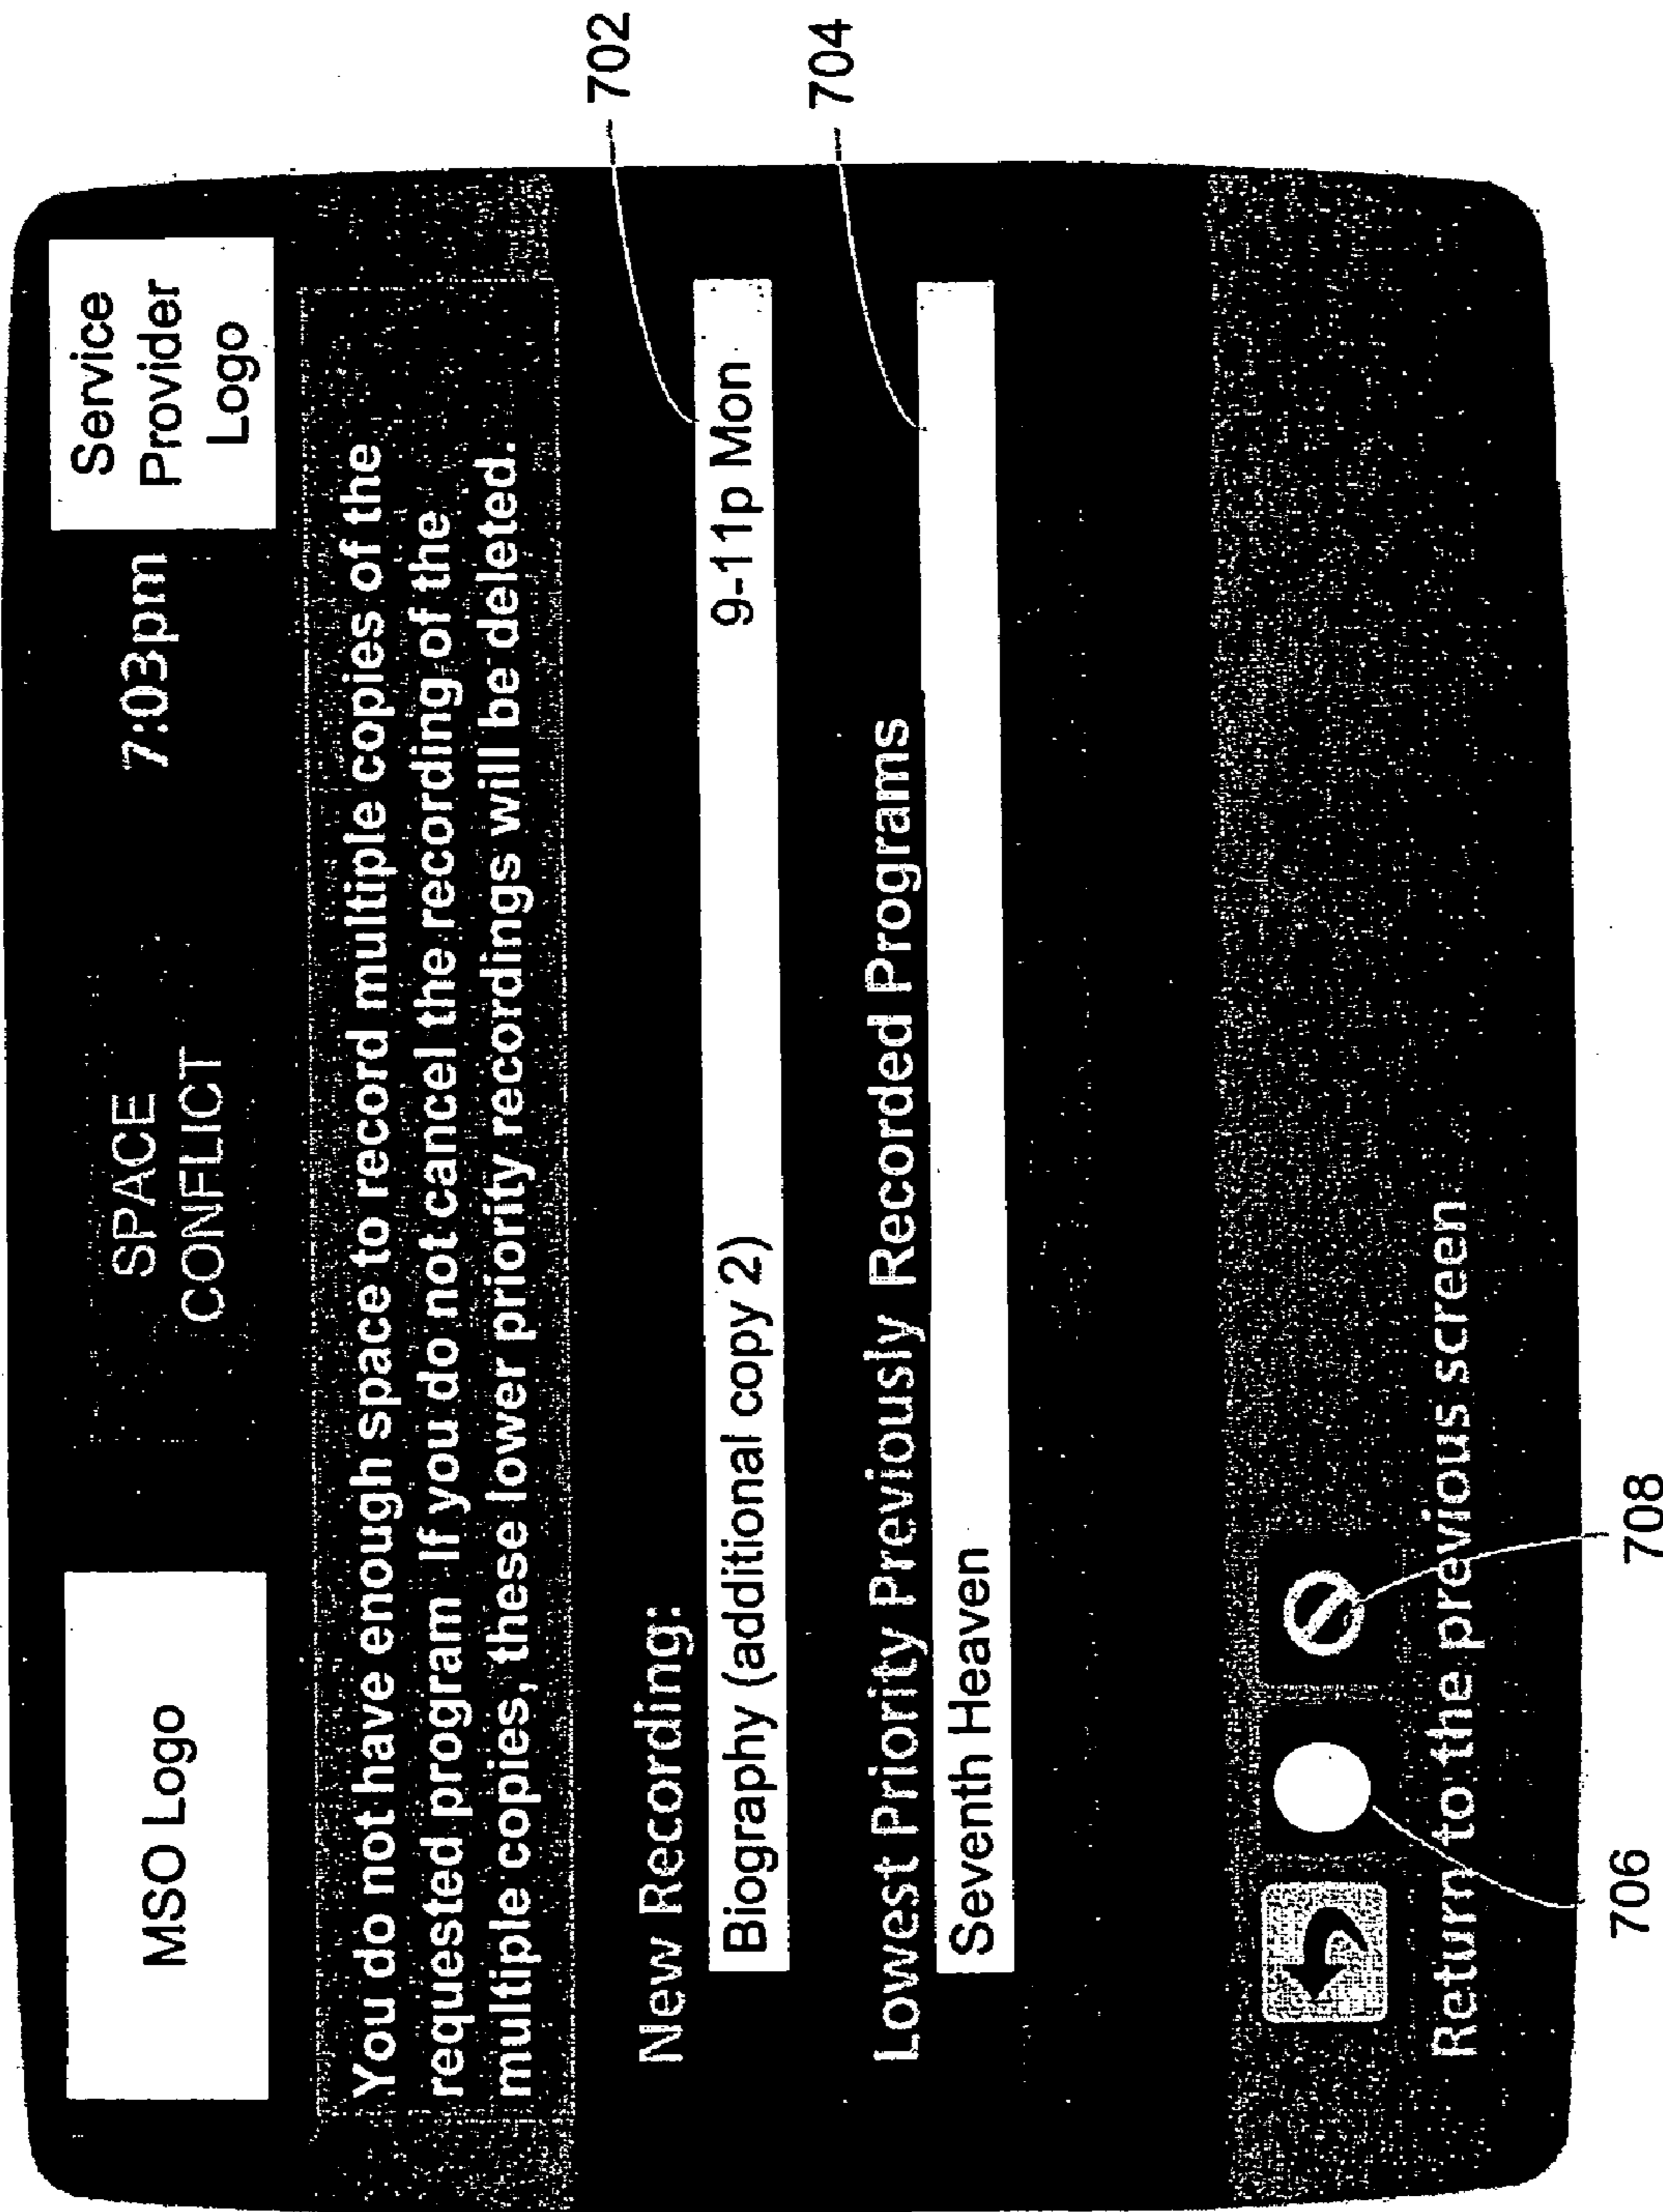 MSO Logo
SPACE
CONFLICT
7:03pm
Service
Provider
Logo
You do not have enough space to record multiple copies of the
requested program. If you do not cancel the recording of the
multiple copies, these lower priority recordings will be deleted.
New Recording:
Biography (additional copy 2) 9-11p Mon
702
Lowest Priority Previously Recorded Programs
Seventh Heaven
704
Return to the previous screen
706
708